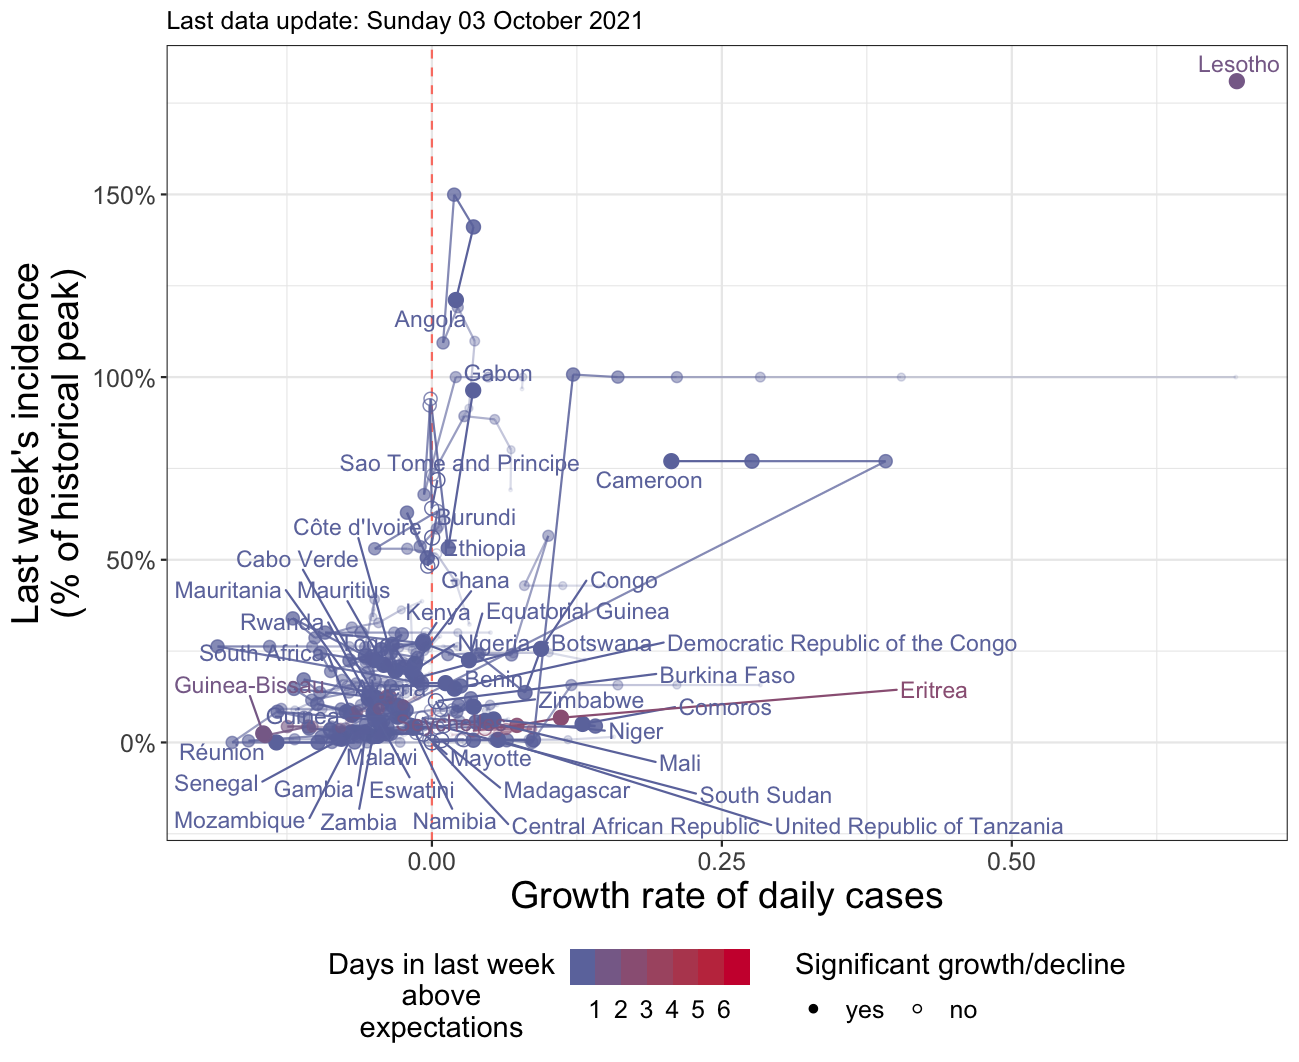 Last data update: Sunday 03 October 2021
Lesotho
150%
Angola
100%
Gabon
Sao Tome and Principe
Cameroon
Côte d'Ivoire
Burundi
50%
Ethiopia
Cabo Verde
Mauritania
Mauritius
Ghana
Congo
Rwanda
Kenya
Equatorial Guinea
South Africa
Nigeria
Botswana
Democratic Republic of the Congo
Guinea-Bissau
Benin
Burkina Faso
Eritrea
Guinea
Zimbabwe
Comoros
0%
Niger
Réunion
Malawi
Mayotte
Mali
Senegal
Gambia
Eswatini
Madagascar
South Sudan
Mozambique
Zambia
Namibia
Central African Republic
United Republic of Tanzania
Last week's incidence
(% of historical peak)
0.00
0.25
0.50
Growth rate of daily cases
Days in last week
above
expectations
1 2 3 4 5 6
Significant growth/decline
yes
no